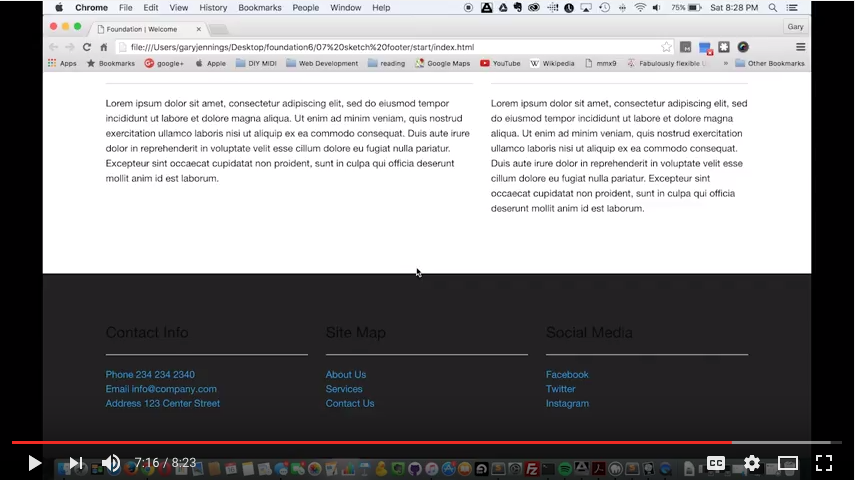 Chrome File Edit View History Bookmarks People Window Help 75% Sat 8:28 PM
Foundation | Welcome Gary
file:///Users/garyjennings/Desktop/foundation6/07%20sketch%20footer/start/index.html
Apps Bookmarks google+ Apple DIY MIDI Web Development reading Google Maps YouTube Wikipedia mmx9 Fabulously flexible L » Other Bookmarks
Lorem ipsum dolor sit amet, consectetur adipiscing elit, sed do eiusmod tempor
incididunt ut labore et dolore magna aliqua. Ut enim ad minim veniam, quis nostrud
exercitation ullamco laboris nisi ut aliquip ex ea commodo consequat. Duis aute irure
dolor in reprehenderit in voluptate velit esse cillum dolore eu fugiat nulla pariatur.
Excepteur sint occaecat cupidatat non proident, sunt in culpa qui officia deserunt
mollit anim id est laborum.
Lorem ipsum dolor sit amet, consectetur adipiscing elit, sed
do eiusmod tempor incididunt ut labore et dolore magna
aliqua. Ut enim ad minim veniam, quis nostrud exercitation
ullamco laboris nisi ut aliquip ex ea commodo consequat.
Duis aute irure dolor in reprehenderit in voluptate velit esse
cillum dolore eu fugiat nulla pariatur. Excepteur sint
occaecat cupidatat non proident, sunt in culpa qui officia
deserunt mollit anim id est laborum.
Contact Info
Phone 234 234 2340
Email info@company.com
Address 123 Center Street
Site Map
About Us
Services
Contact Us
Social Media
Facebook
Twitter
Instagram
7:16 / 8:23 CC